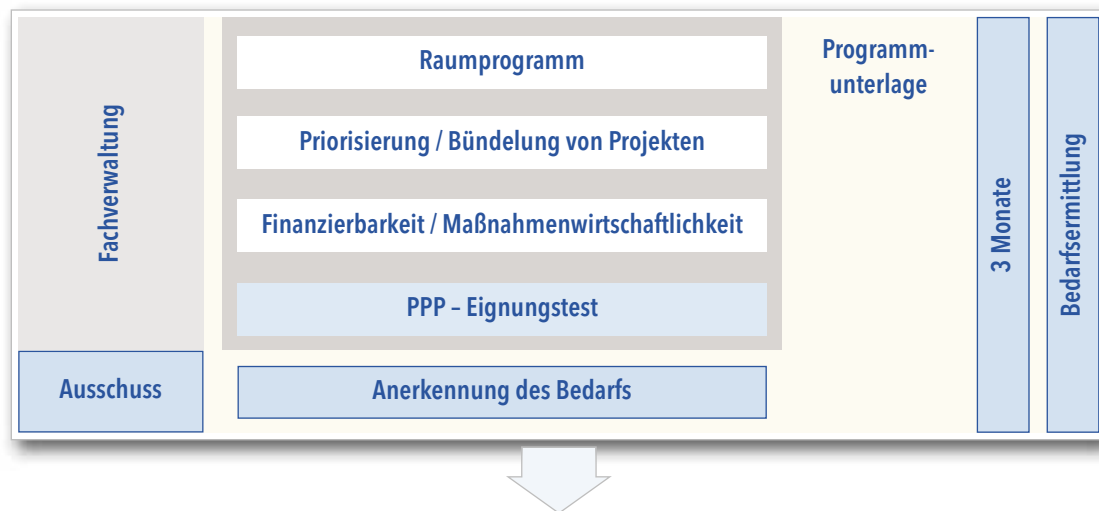 Fachverwaltung
Raumprogramm
Priorisierung / Bündelung von Projekten
Finanzierbarkeit / Maßnahmenwirtschaftlichkeit
PPP – Eignungstest
Programm-
unterlage
3 Monate
Bedarfsermittlung
Ausschuss
Anerkennung des Bedarfs